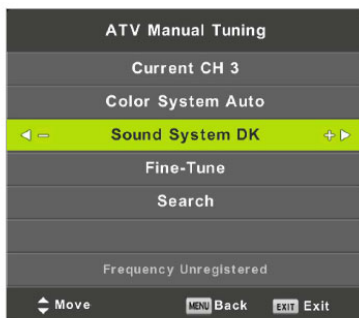 ATV Manual Tuning
Current CH 3
Color System Auto
Sound System DK
Fine-Tune
Search
Frequency Unregistered
Move MENU Back EXIT Exit